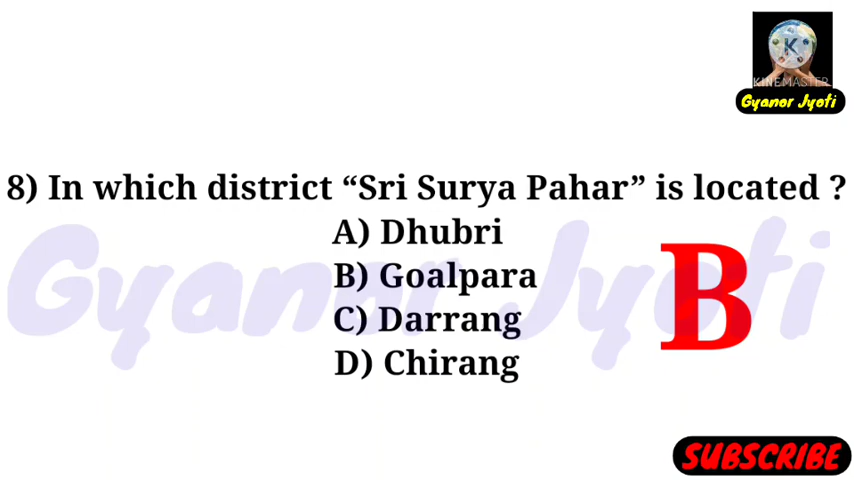 KINEMASTER
Gyanor Jyoti
8) In which district “Sri Surya Pahar” is located ?
A) Dhubri
B) Goalpara
C) Darrang
D) Chirang
B
Gyanor Jyoti
SUBSCRIBE